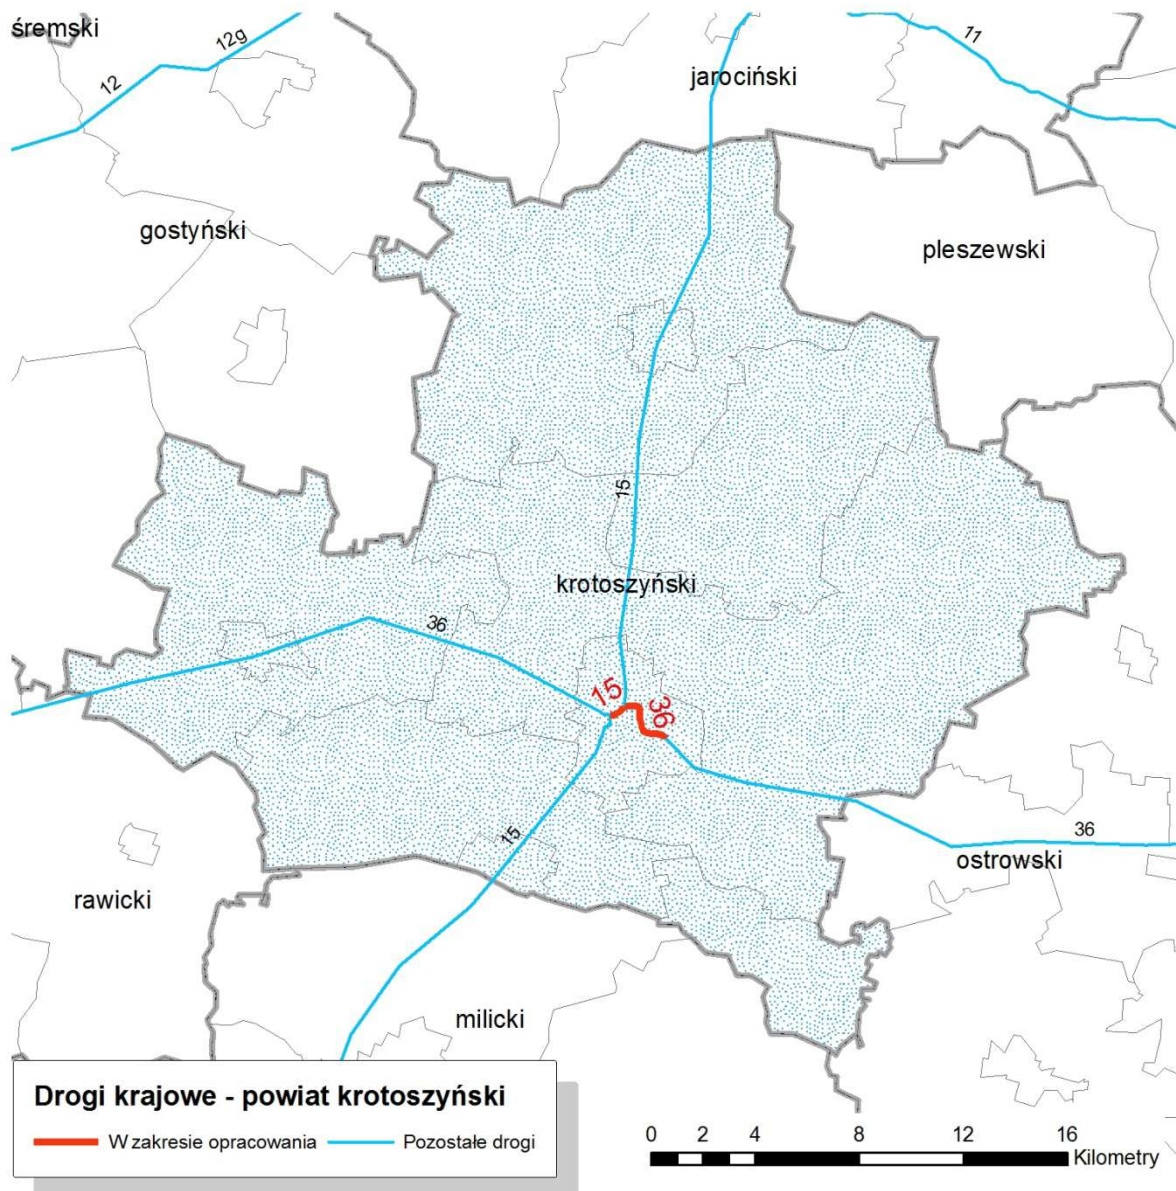 śremski
12g
12
11
jarociński
gostyński
pleszewski
15
krotoszyński
36
15
36
15
36
ostrowski
rawicki
milicki
Drogi krajowe - powiat krotoszyński
W zakresie opracowania
Pozostałe drogi
0 2 4 8 12 16
Kilometry